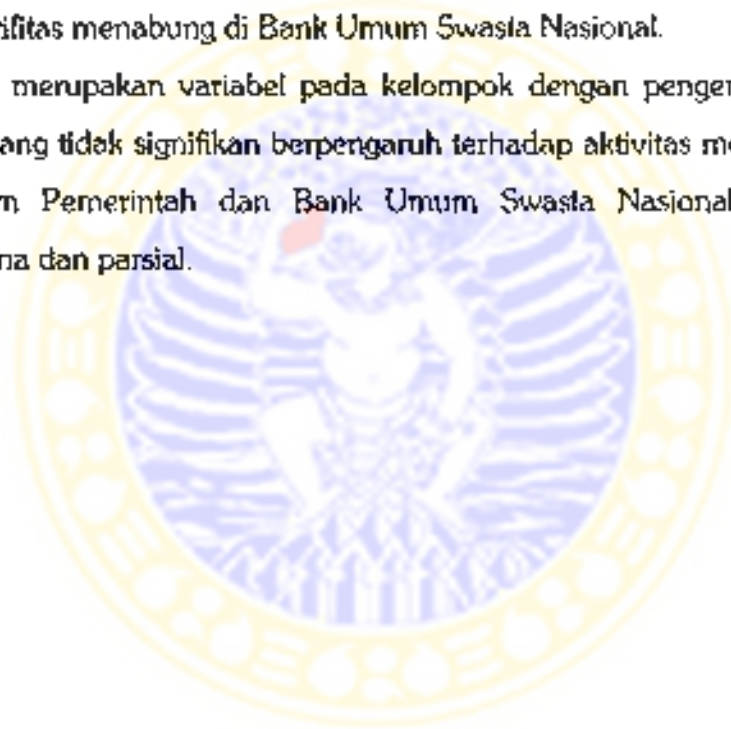 ifitas menabung di Bank Umum Swasta Nasional.
merupakan variabel pada kelompok dengan penger
ang tidak signifikan berpengaruh terhadap aktivitas me
m Pemerintah dan Bank Umum Swasta Nasional
na dan parsial.